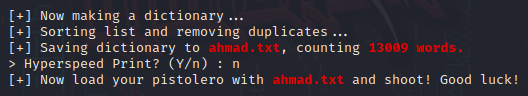 [+] Now making a dictionary...
[+] Sorting list and removing duplicates...
[+] Saving dictionary to ahmad.txt, counting 13009 words.
> Hyperspeed Print? (Y/n) : n
[+] Now load your pistolero with ahmad.txt and shoot! Good luck!